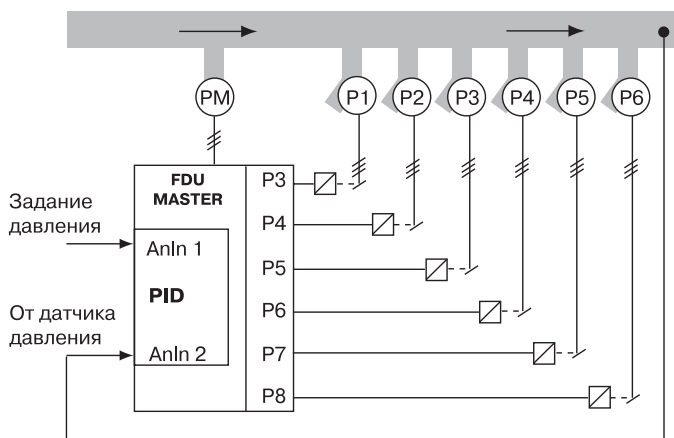 PM
P1
P2
P3
P4
P5
P6
FDU
MASTER
P3
Задание
давления
P4
AnIn 1
P5
PID
P6
От датчика
давления
AnIn 2
P7
P8